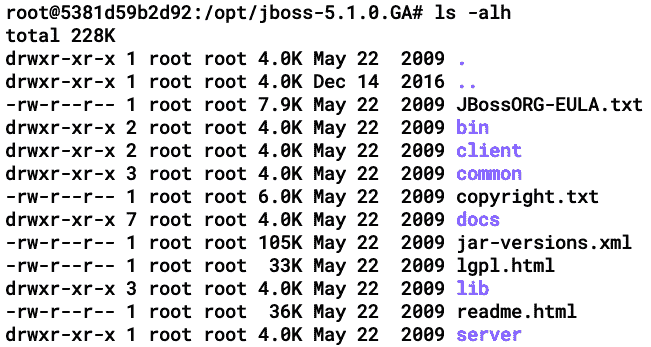 root@5381d59b2d92:/opt/jboss-5.1.0.GA# ls -alh
total 228K
drwxr-xr-x 1 root root 4.0K May 22  2009 .
drwxr-xr-x 1 root root 4.0K Dec 14  2016 ..
-rw-r--r-- 1 root root 7.9K May 22  2009 JBossORG-EULA.txt
drwxr-xr-x 2 root root 4.0K May 22  2009 bin
drwxr-xr-x 2 root root 4.0K May 22  2009 client
drwxr-xr-x 3 root root 4.0K May 22  2009 common
-rw-r--r-- 1 root root 6.0K May 22  2009 copyright.txt
drwxr-xr-x 7 root root 4.0K May 22  2009 docs
-rw-r--r-- 1 root root 105K May 22  2009 jar-versions.xml
-rw-r--r-- 1 root root  33K May 22  2009 lgpl.html
drwxr-xr-x 3 root root 4.0K May 22  2009 lib
-rw-r--r-- 1 root root  36K May 22  2009 readme.html
drwxr-xr-x 1 root root 4.0K May 22  2009 server